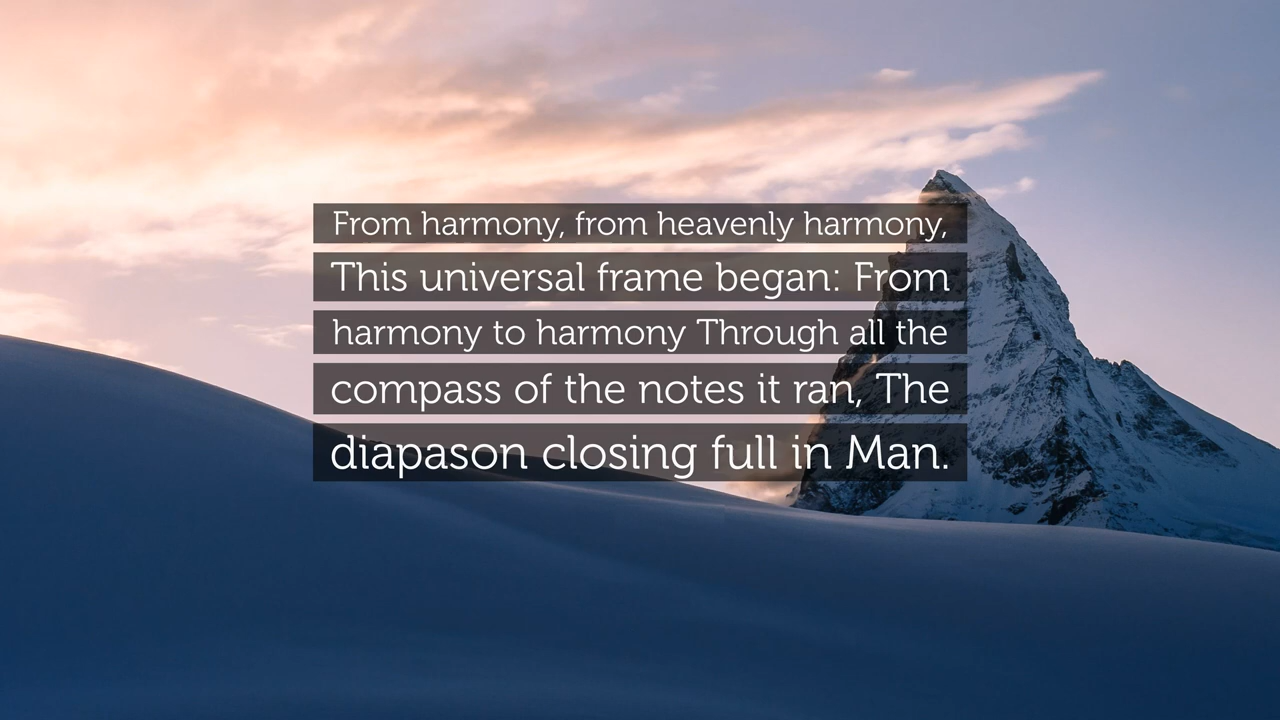 From harmony, from heavenly harmony,
This universal frame began: From
harmony to harmony Through all the
compass of the notes it ran, The
diapason closing full in Man.